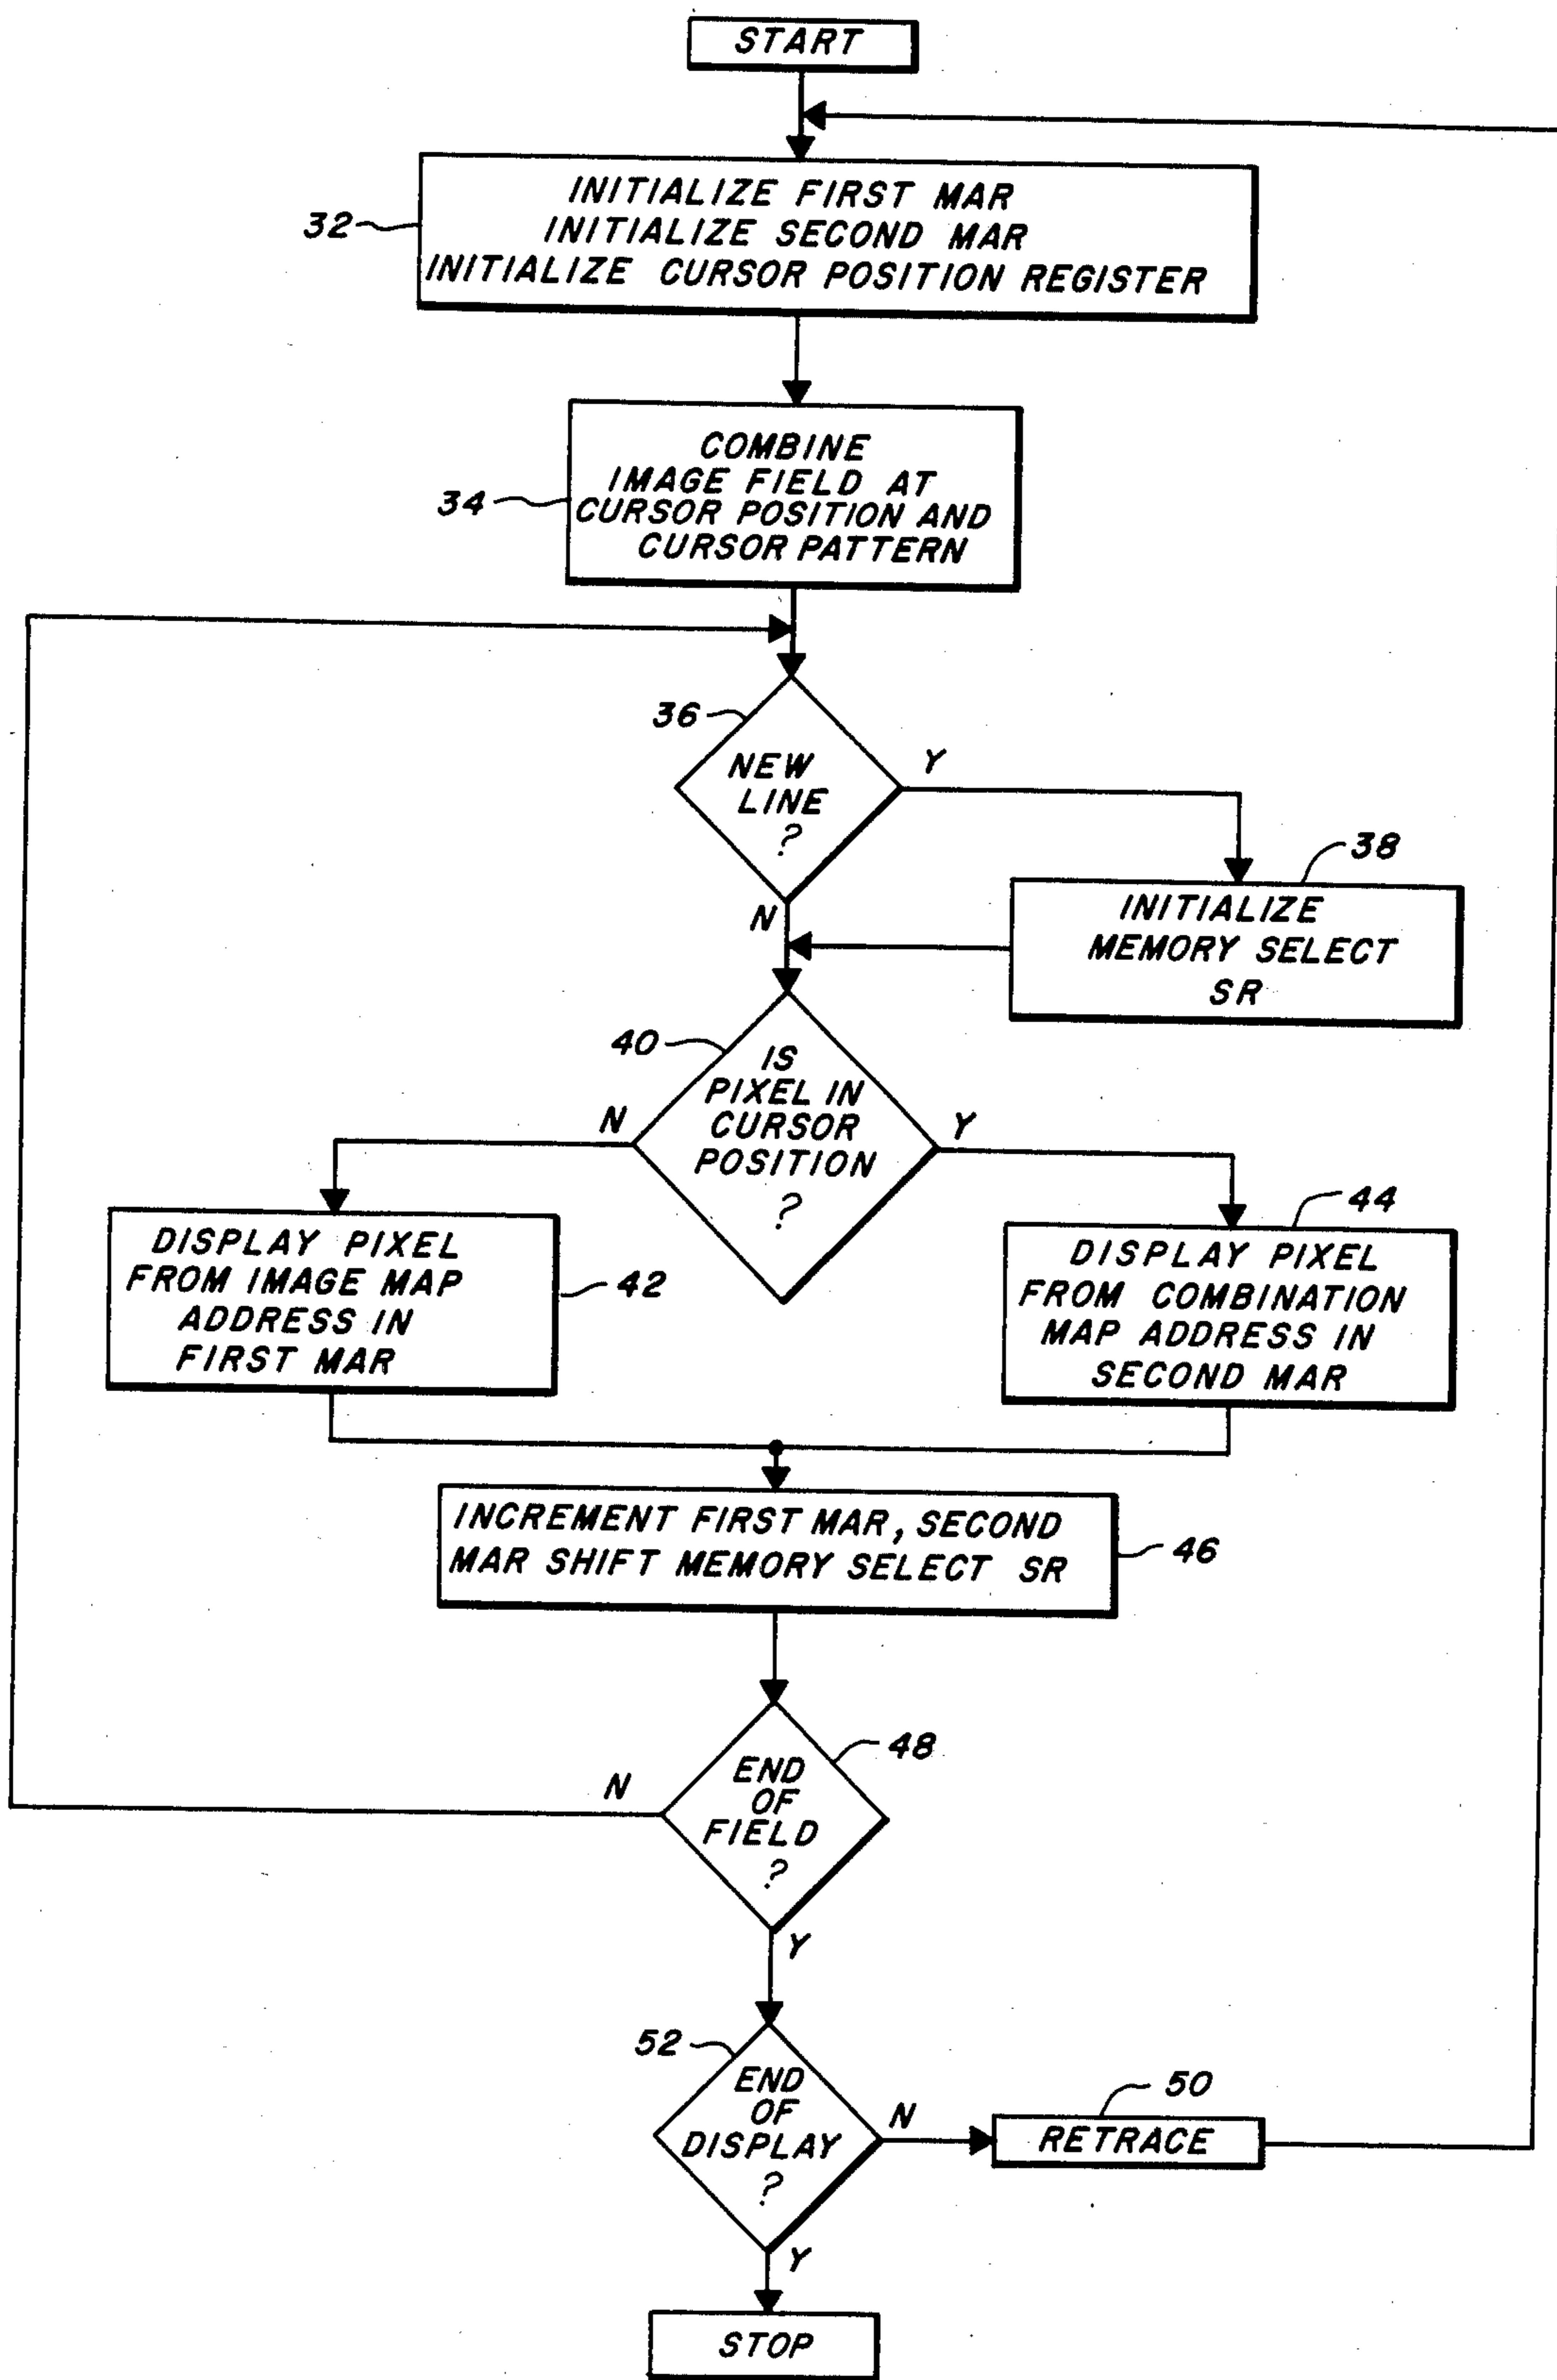 START
32
INITIALIZE FIRST MAR
INITIALIZE SECOND MAR
INITIALIZE CURSOR POSITION REGISTER
34
COMBINE
IMAGE FIELD AT
CURSOR POSITION AND
CURSOR PATTERN
36
NEW
LINE
?
Y
N
38
INITIALIZE
MEMORY SELECT
SR
40
IS
PIXEL IN
CURSOR
POSITION
?
N
Y
DISPLAY PIXEL
FROM IMAGE MAP
ADDRESS IN
FIRST MAR
42
44
DISPLAY PIXEL
FROM COMBINATION
MAP ADDRESS IN
SECOND MAR
INCREMENT FIRST MAR, SECOND
MAR SHIFT MEMORY SELECT SR
46
48
END
OF
FIELD
?
N
Y
52
END
OF
DISPLAY
?
N
50
RETRACE
Y
STOP